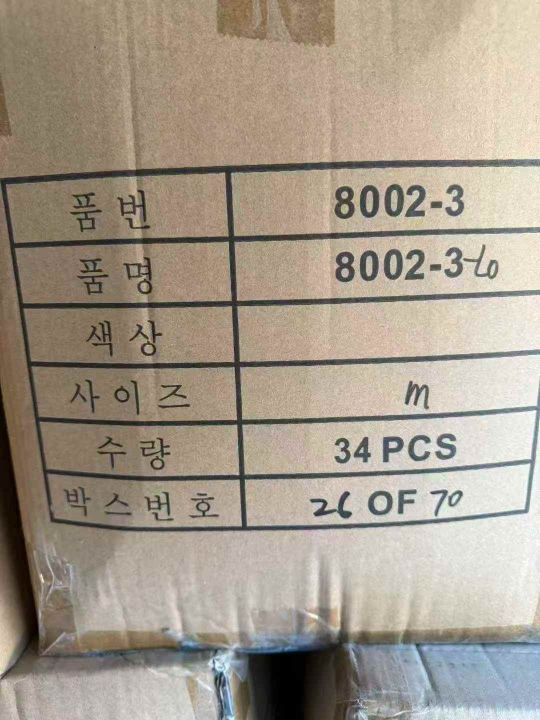 품번 8002-3
품명 8002-3-10
색상
사이즈 m
수량 34 PCS
박스번호 26 OF 70